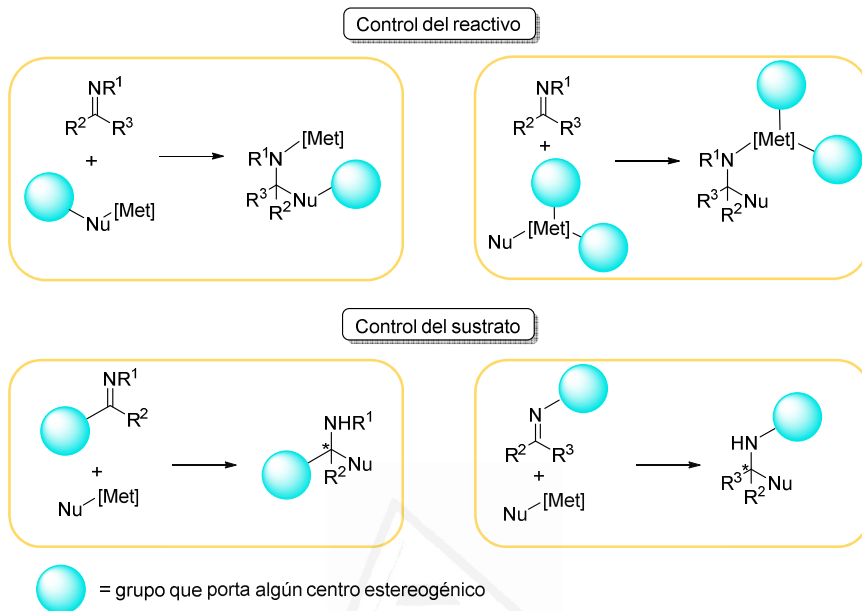 Control del reactivo
NR¹
R² R³
+
Nu [Met]
R¹ N [Met]
R³ R² Nu
NR¹
R² R³
+
Nu [Met]
R¹ N [Met]
R³ R² Nu
Control del sustrato
NR¹
R²
+
Nu [Met]
NHR¹
* R² Nu
N
R² R³
+
Nu [Met]
HN
R³ * R² Nu
= grupo que porta algún centro estereogénico